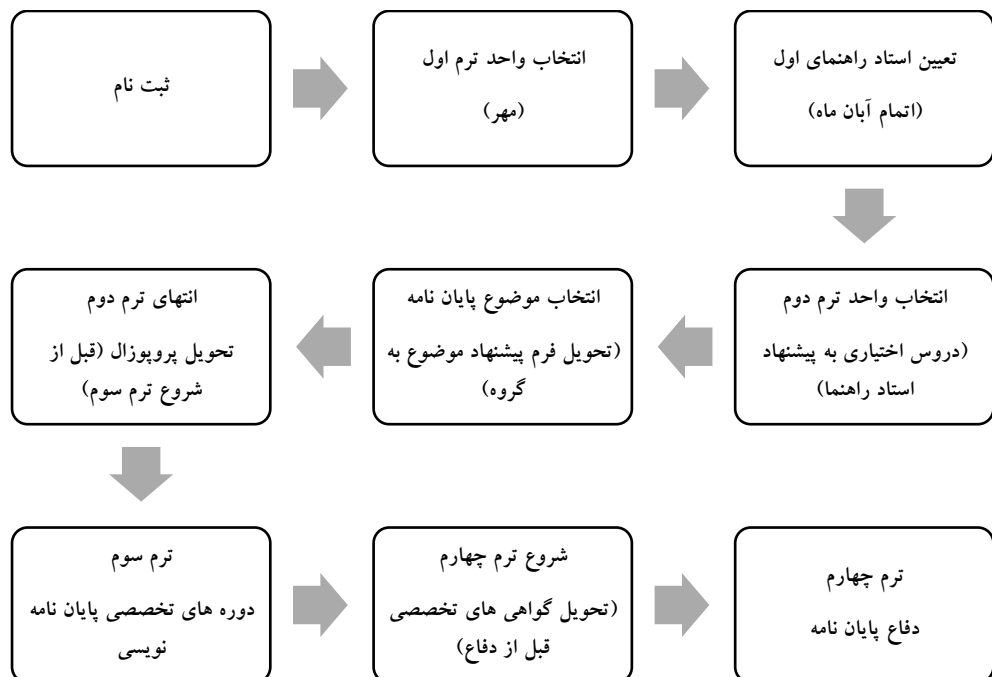 ثبت نام
انتخاب واحد ترم اول
(مهر)
تعیین استاد راهنمای اول
(اتمام آبان ماه)
انتخاب واحد ترم دوم
(دروس اختیاری به پیشنهاد
استاد راهنما)
انتخاب موضوع پایان نامه
(تحویل فرم پیشنهاد موضوع به
گروه)
انتهای ترم دوم
تحویل پروپوزال (قبل از
شروع ترم سوم)
ترم سوم
دوره های تخصصی پایان نامه
نویسی
شروع ترم چهارم
(تحویل گواهی های تخصصی
قبل از دفاع)
ترم چهارم
دفاع پایان نامه